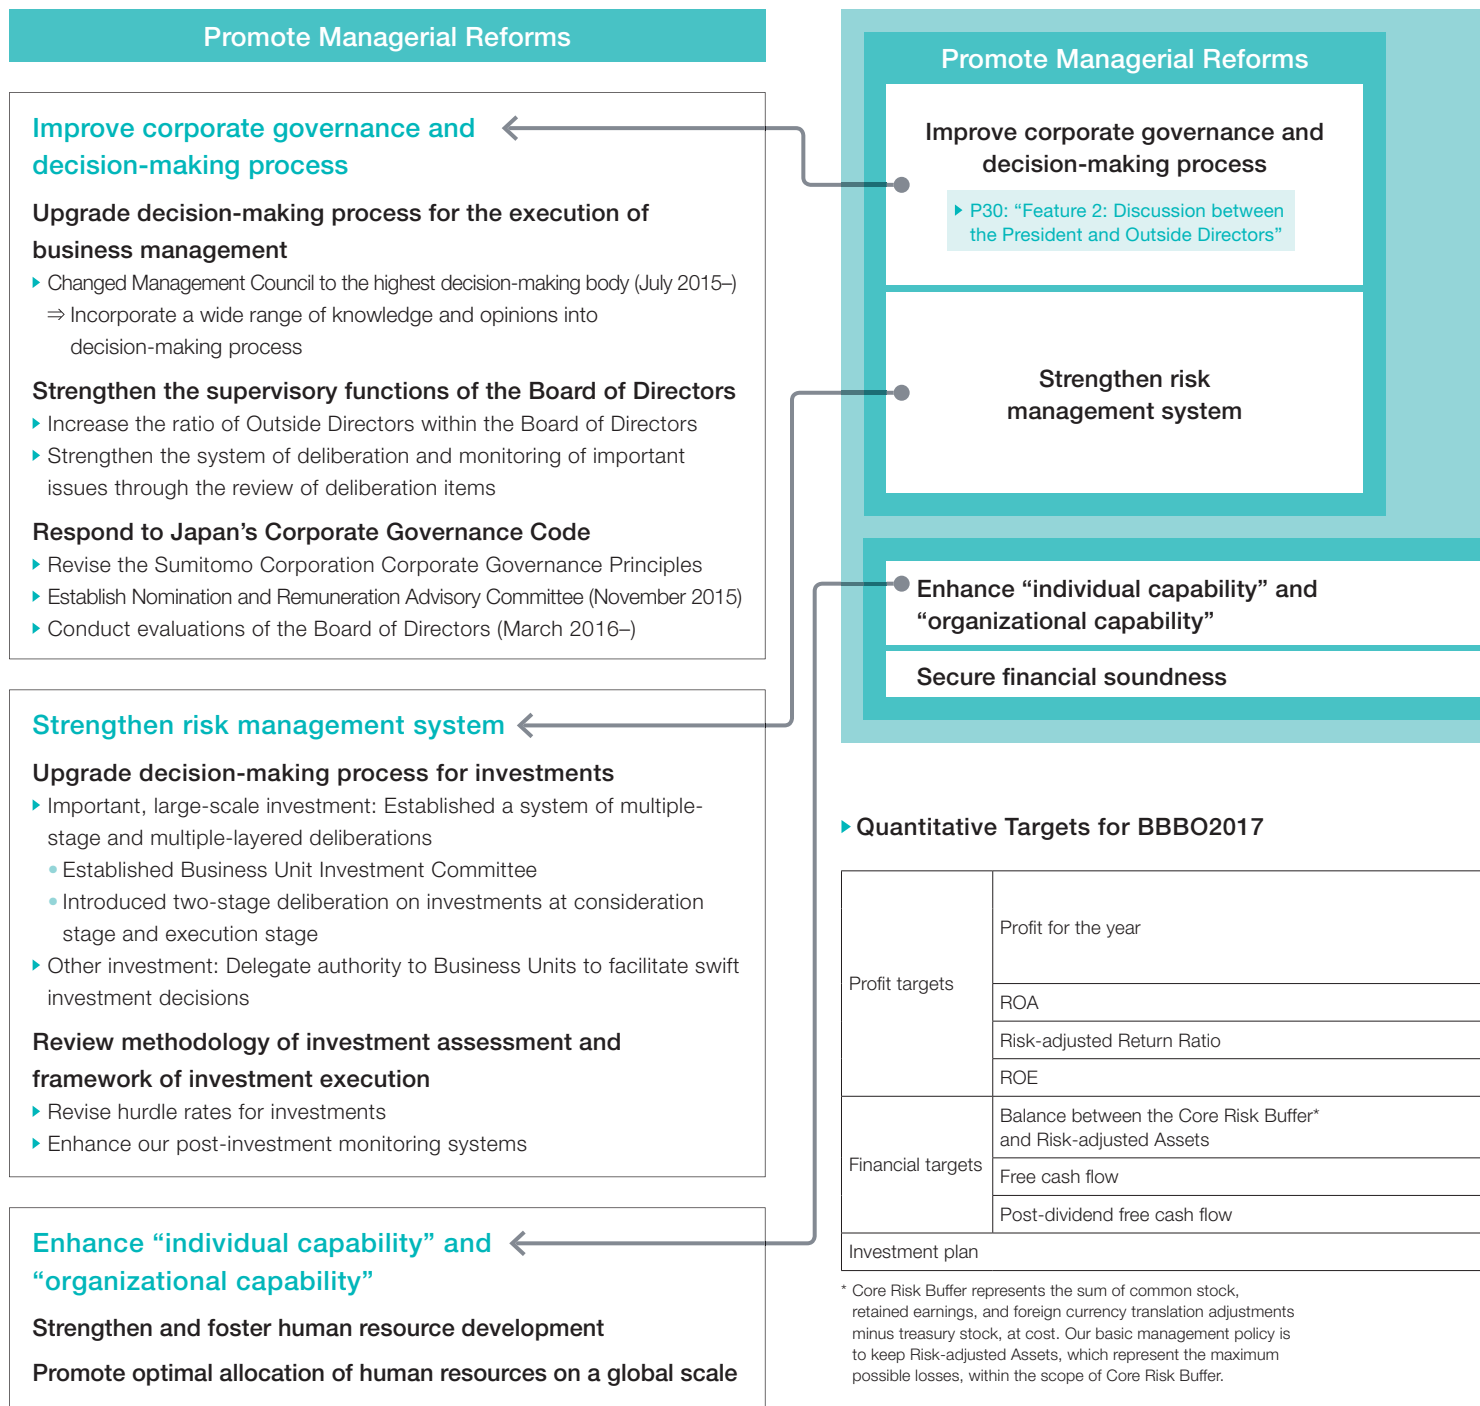 Promote Managerial Reforms
Improve corporate governance and
decision-making process
Upgrade decision-making process for the execution of
business management
▶ Changed Management Council to the highest decision-making body (July 2015–)
⇒ Incorporate a wide range of knowledge and opinions into
decision-making process
Strengthen the supervisory functions of the Board of Directors
▶ Increase the ratio of Outside Directors within the Board of Directors
▶ Strengthen the system of deliberation and monitoring of important
issues through the review of deliberation items
Respond to Japan’s Corporate Governance Code
▶ Revise the Sumitomo Corporation Corporate Governance Principles
▶ Establish Nomination and Remuneration Advisory Committee (November 2015)
▶ Conduct evaluations of the Board of Directors (March 2016–)
Strengthen risk management system
Upgrade decision-making process for investments
▶ Important, large-scale investment: Established a system of multiple-
stage and multiple-layered deliberations
• Established Business Unit Investment Committee
• Introduced two-stage deliberation on investments at consideration
stage and execution stage
▶ Other investment: Delegate authority to Business Units to facilitate swift
investment decisions
Review methodology of investment assessment and
framework of investment execution
▶ Revise hurdle rates for investments
▶ Enhance our post-investment monitoring systems
Enhance “individual capability” and
“organizational capability”
Strengthen and foster human resource development
Promote optimal allocation of human resources on a global scale
Promote Managerial Reforms
Improve corporate governance and
decision-making process
▶ P30: “Feature 2: Discussion between
the President and Outside Directors”
Strengthen risk
management system
Enhance “individual capability” and
“organizational capability”
Secure financial soundness
▶ Quantitative Targets for BBBO2017
Profit targets
Profit for the year
ROA
Risk-adjusted Return Ratio
ROE
Financial targets
Balance between the Core Risk Buffer*
and Risk-adjusted Assets
Free cash flow
Post-dividend free cash flow
Investment plan
* Core Risk Buffer represents the sum of common stock,
retained earnings, and foreign currency translation adjustments
minus treasury stock, at cost. Our basic management policy is
to keep Risk-adjusted Assets, which represent the maximum
possible losses, within the scope of Core Risk Buffer.